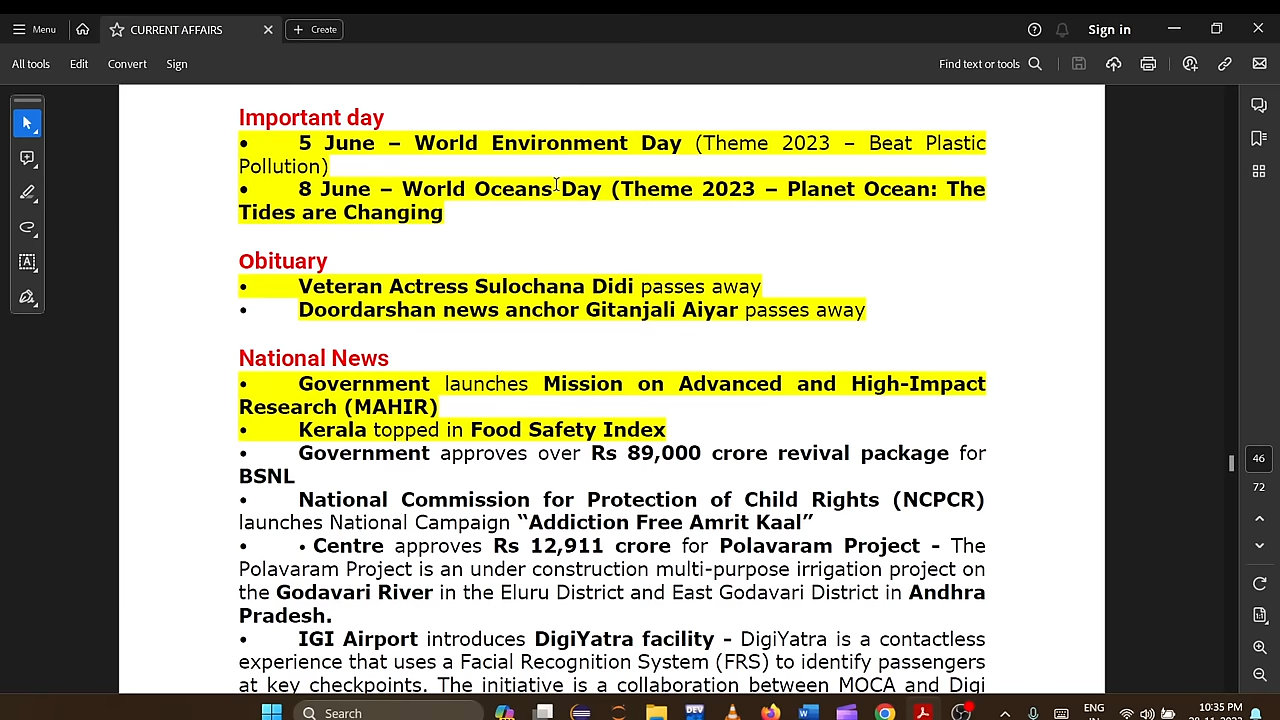 Menu
CURRENT AFFAIRS
Create
Sign in
All tools
Edit
Convert
Sign
Find text or tools
Important day
• 5 June – World Environment Day (Theme 2023 – Beat Plastic
Pollution)
• 8 June – World Oceans Day (Theme 2023 – Planet Ocean: The
Tides are Changing
Obituary
• Veteran Actress Sulochana Didi passes away
• Doordarshan news anchor Gitanjali Aiyar passes away
National News
• Government launches Mission on Advanced and High-Impact
Research (MAHIR)
• Kerala topped in Food Safety Index
• Government approves over Rs 89,000 crore revival package for
BSNL
• National Commission for Protection of Child Rights (NCPCR)
launches National Campaign “Addiction Free Amrit Kaal”
• • Centre approves Rs 12,911 crore for Polavaram Project - The
Polavaram Project is an under construction multi-purpose irrigation project on
the Godavari River in the Eluru District and East Godavari District in Andhra
Pradesh.
• IGI Airport introduces DigiYatra facility - DigiYatra is a contactless
experience that uses a Facial Recognition System (FRS) to identify passengers
at key checkpoints. The initiative is a collaboration between MOCA and Digi
46
72
Search
DEV
ENG
IN
10:35 PM